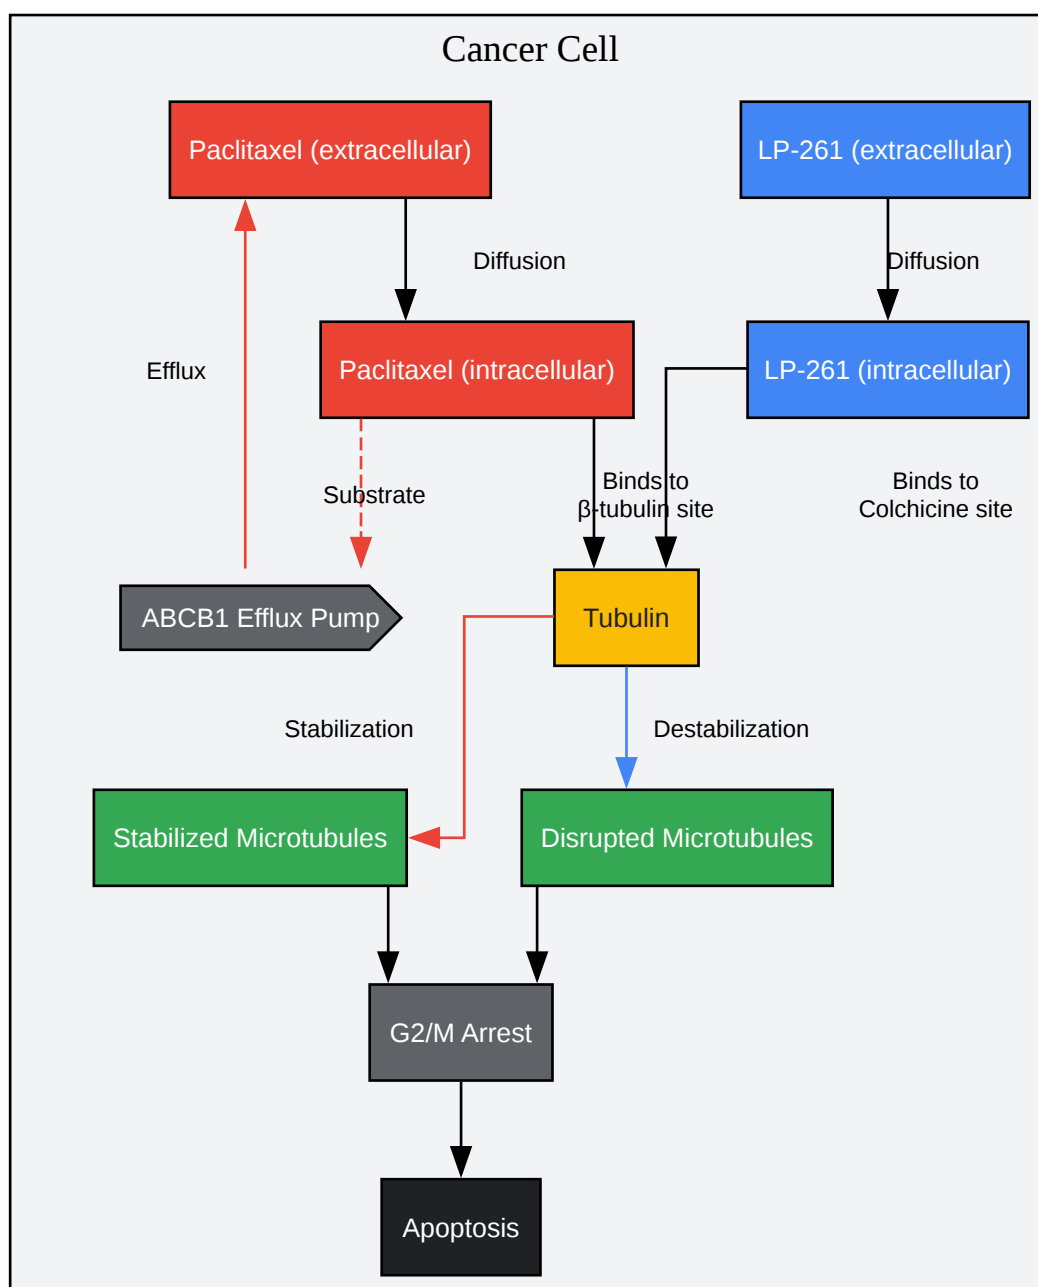 Cancer Cell
Paclitaxel (extracellular)
LP-261 (extracellular)
Diffusion
Diffusion
Efflux
Paclitaxel (intracellular)
LP-261 (intracellular)
Substrate
Binds to
β-tubulin site
Binds to
Colchicine site
ABCB1 Efflux Pump
Tubulin
Stabilization
Destabilization
Stabilized Microtubules
Disrupted Microtubules
G2/M Arrest
Apoptosis